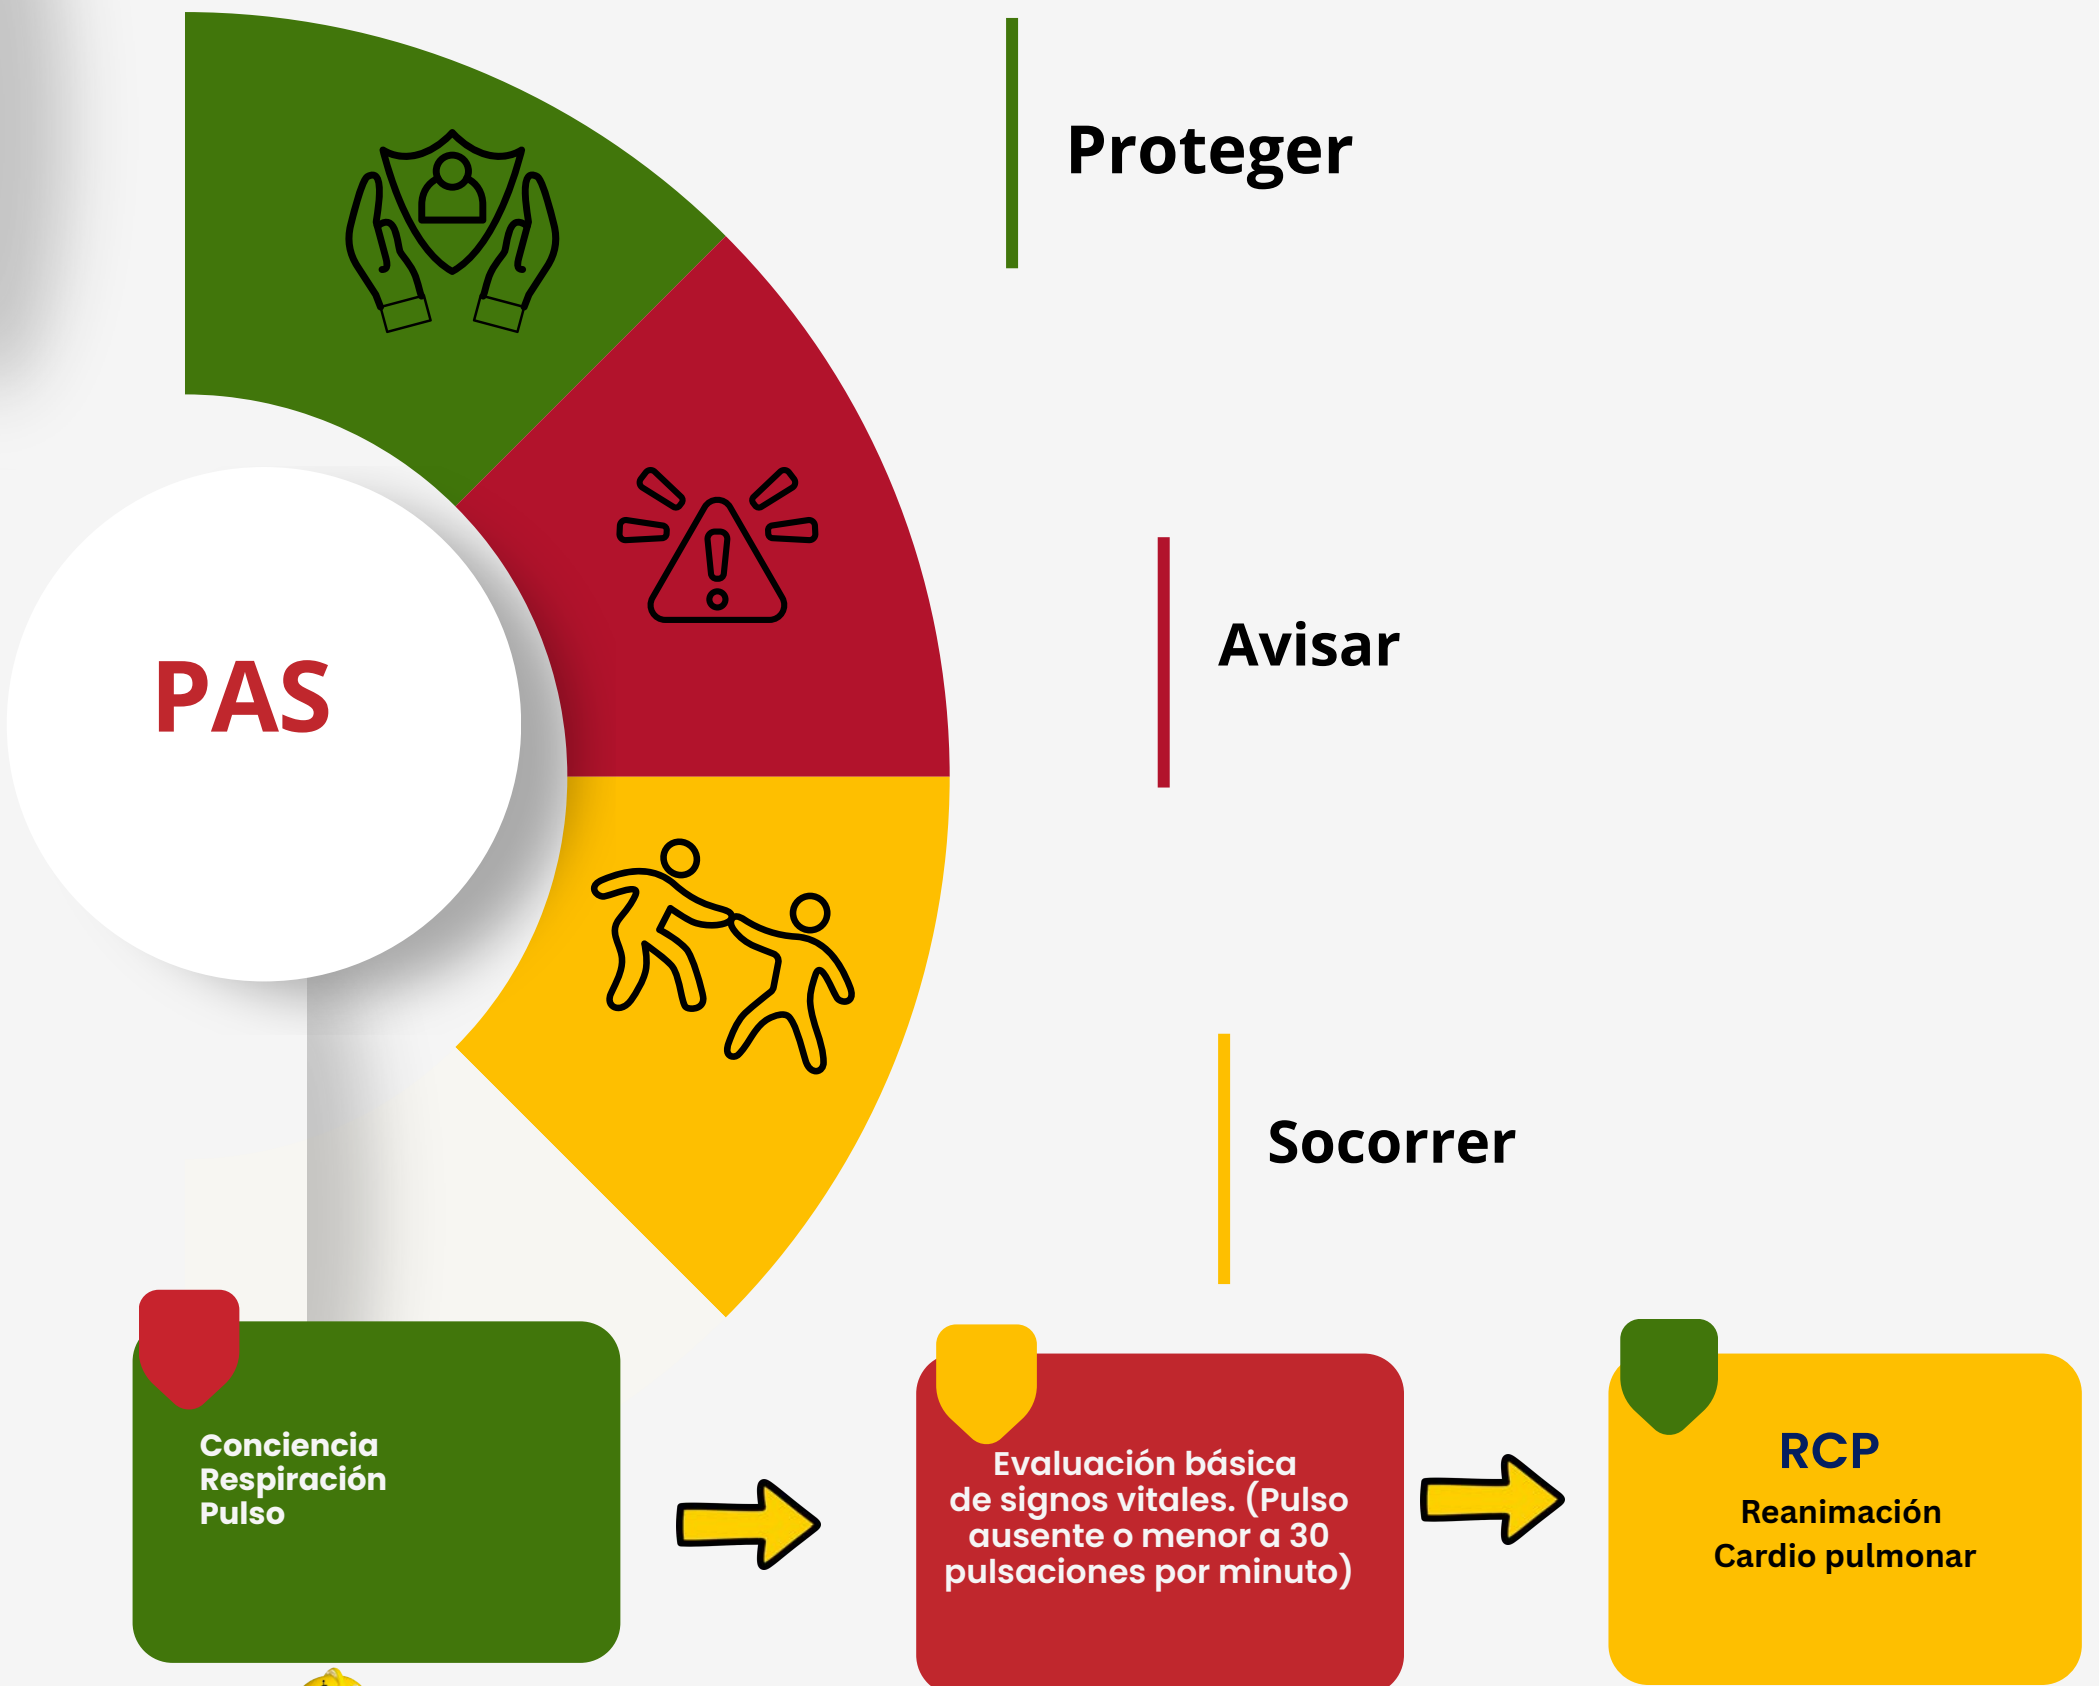 Proteger
Avisar
PAS
Socorrer
Conciencia
Respiración
Pulso
Evaluación básica
de signos vitales. (Pulso
ausente o menor a 30
pulsaciones por minuto)
RCP
Reanimación
Cardio pulmonar